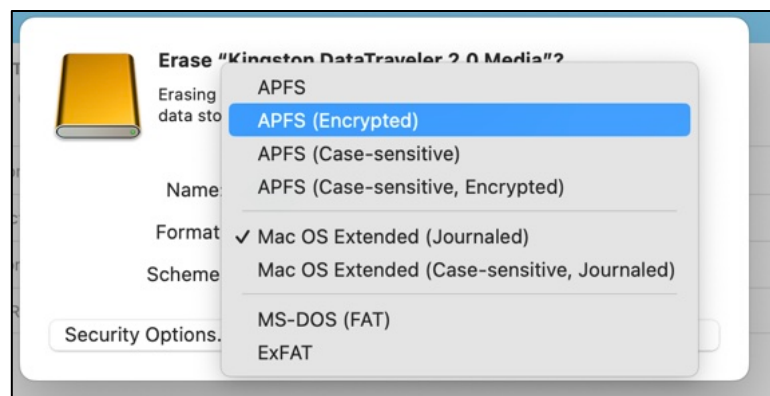 Erase “Kingston DataTraveler 2.0 Media”?
Erasing
data sto
Name:
Format
Scheme
APFS
APFS (Encrypted)
APFS (Case-sensitive)
APFS (Case-sensitive, Encrypted)
✓ Mac OS Extended (Journaled)
Mac OS Extended (Case-sensitive, Journaled)
MS-DOS (FAT)
ExFAT
Security Options.